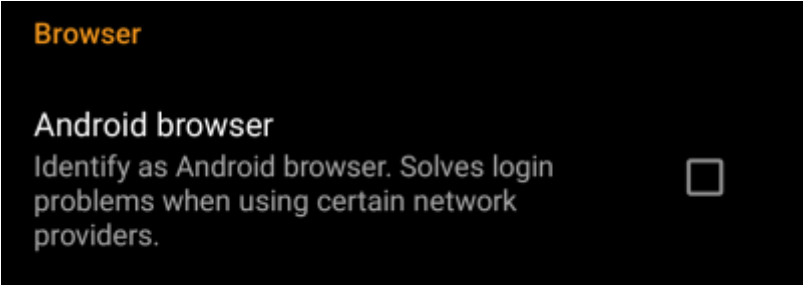 Browser
Android browser
Identify as Android browser. Solves login
problems when using certain network
providers.